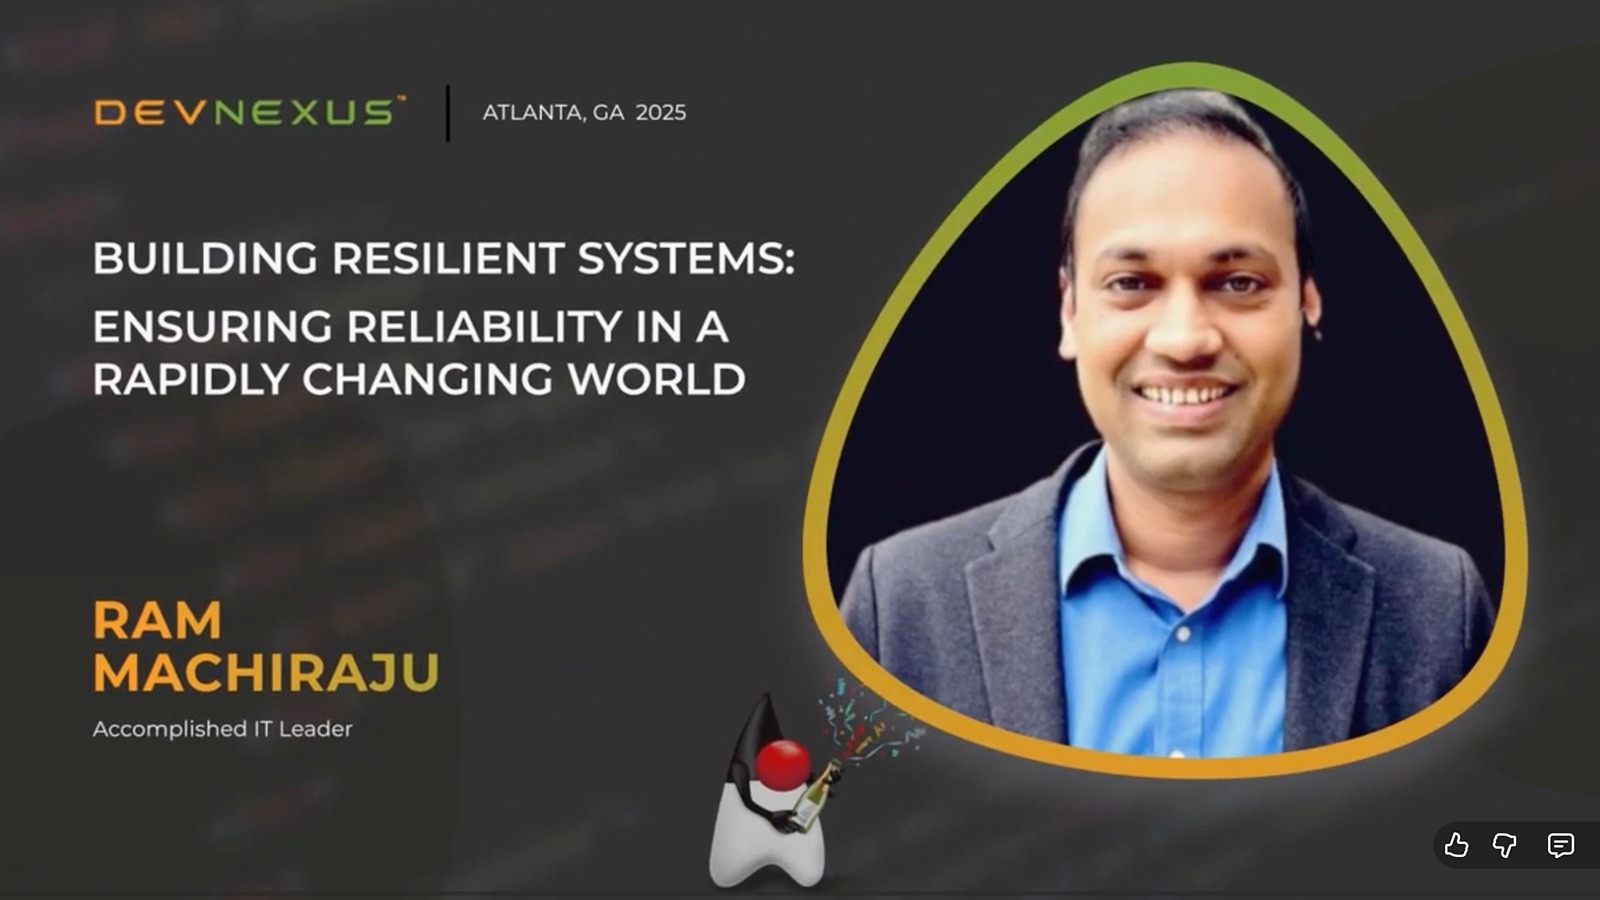 DEVNEXUS™
ATLANTA, GA 2025
BUILDING RESILIENT SYSTEMS:
ENSURING RELIABILITY IN A
RAPIDLY CHANGING WORLD
RAM
MACHIRAJU
Accomplished IT Leader